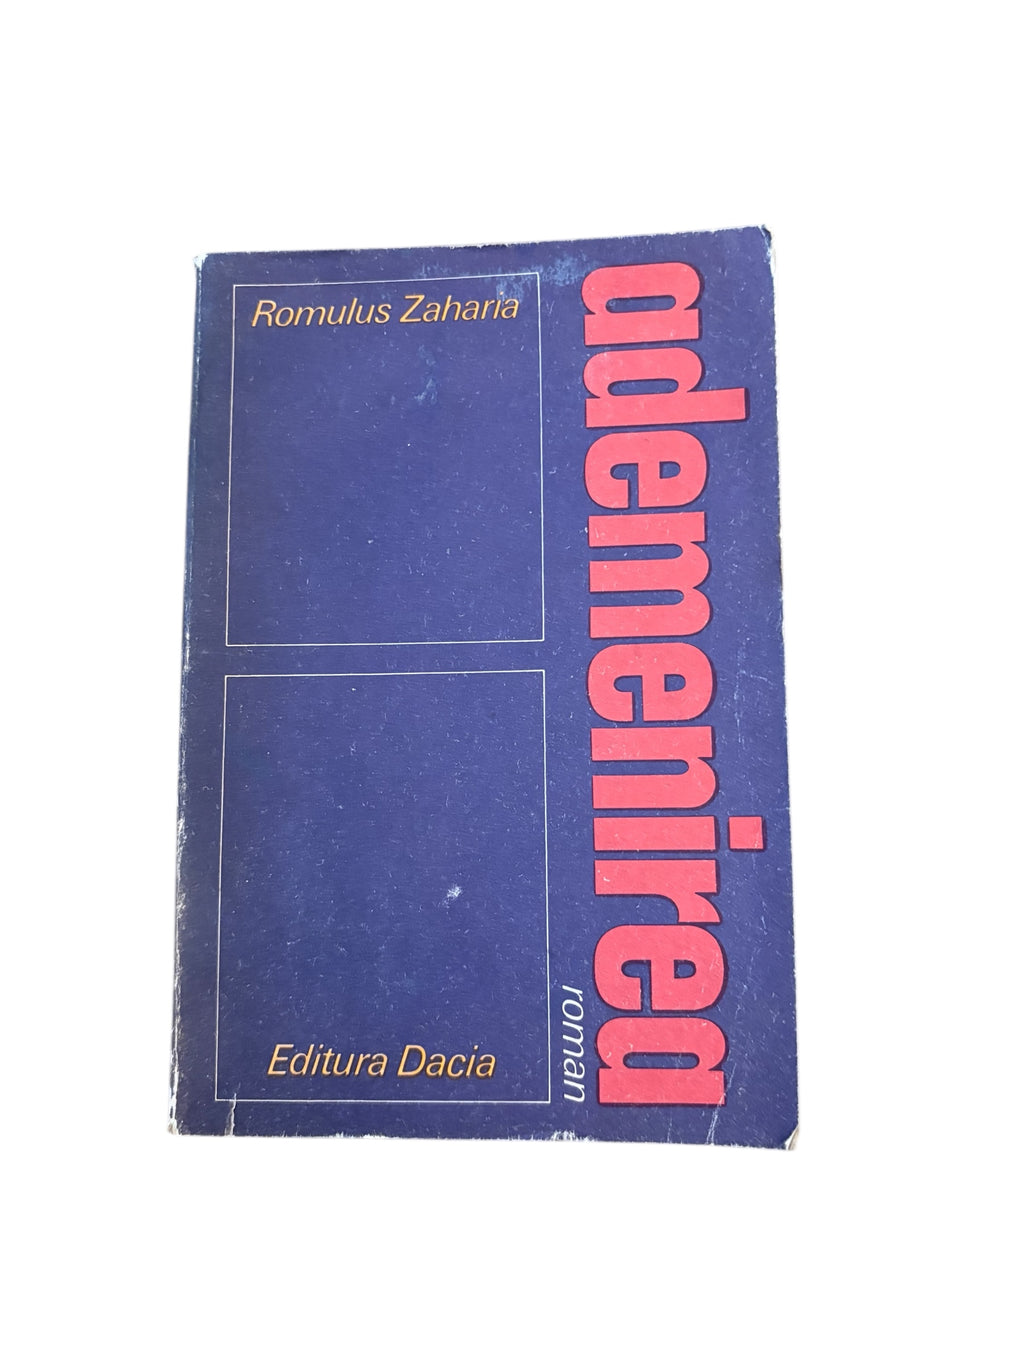 Romulus Zaharia
ademenirea
roman
Editura Dacia